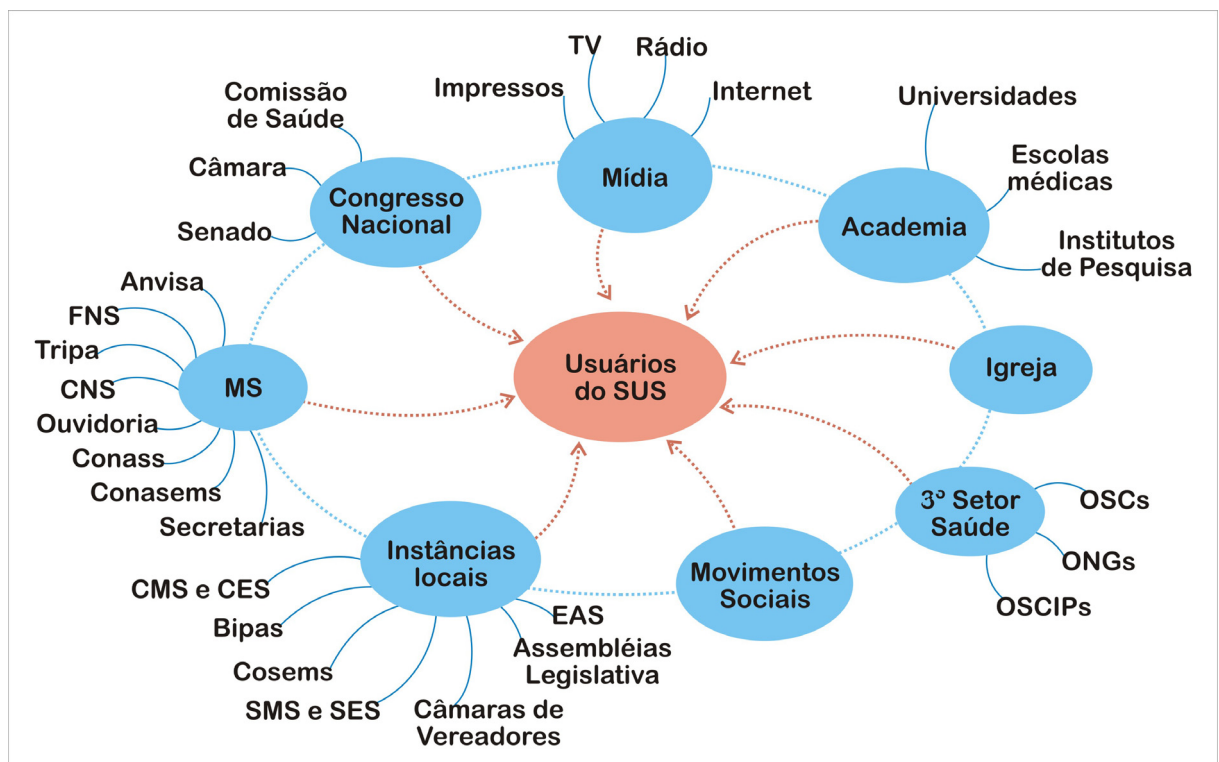 TV
Rádio
Impressos
Internet
Mídia
Comissão
de Saúde
Câmara
Senado
Congresso
Nacional
Universidades
Escolas
médicas
Institutos
de Pesquisa
Academia
Anvisa
FNS
Tripa
CNS
Ouvidoria
Conass
Conasems
Secretarias
MS
Usuários
do SUS
Igreja
3º Setor
Saúde
OSCs
ONGs
OSCIPs
Movimentos
Sociais
Instâncias
locais
CMS e CES
Bipas
Cosems
SMS e SES
Câmaras de
Vereadores
EAS
Assembléias
Legislativa